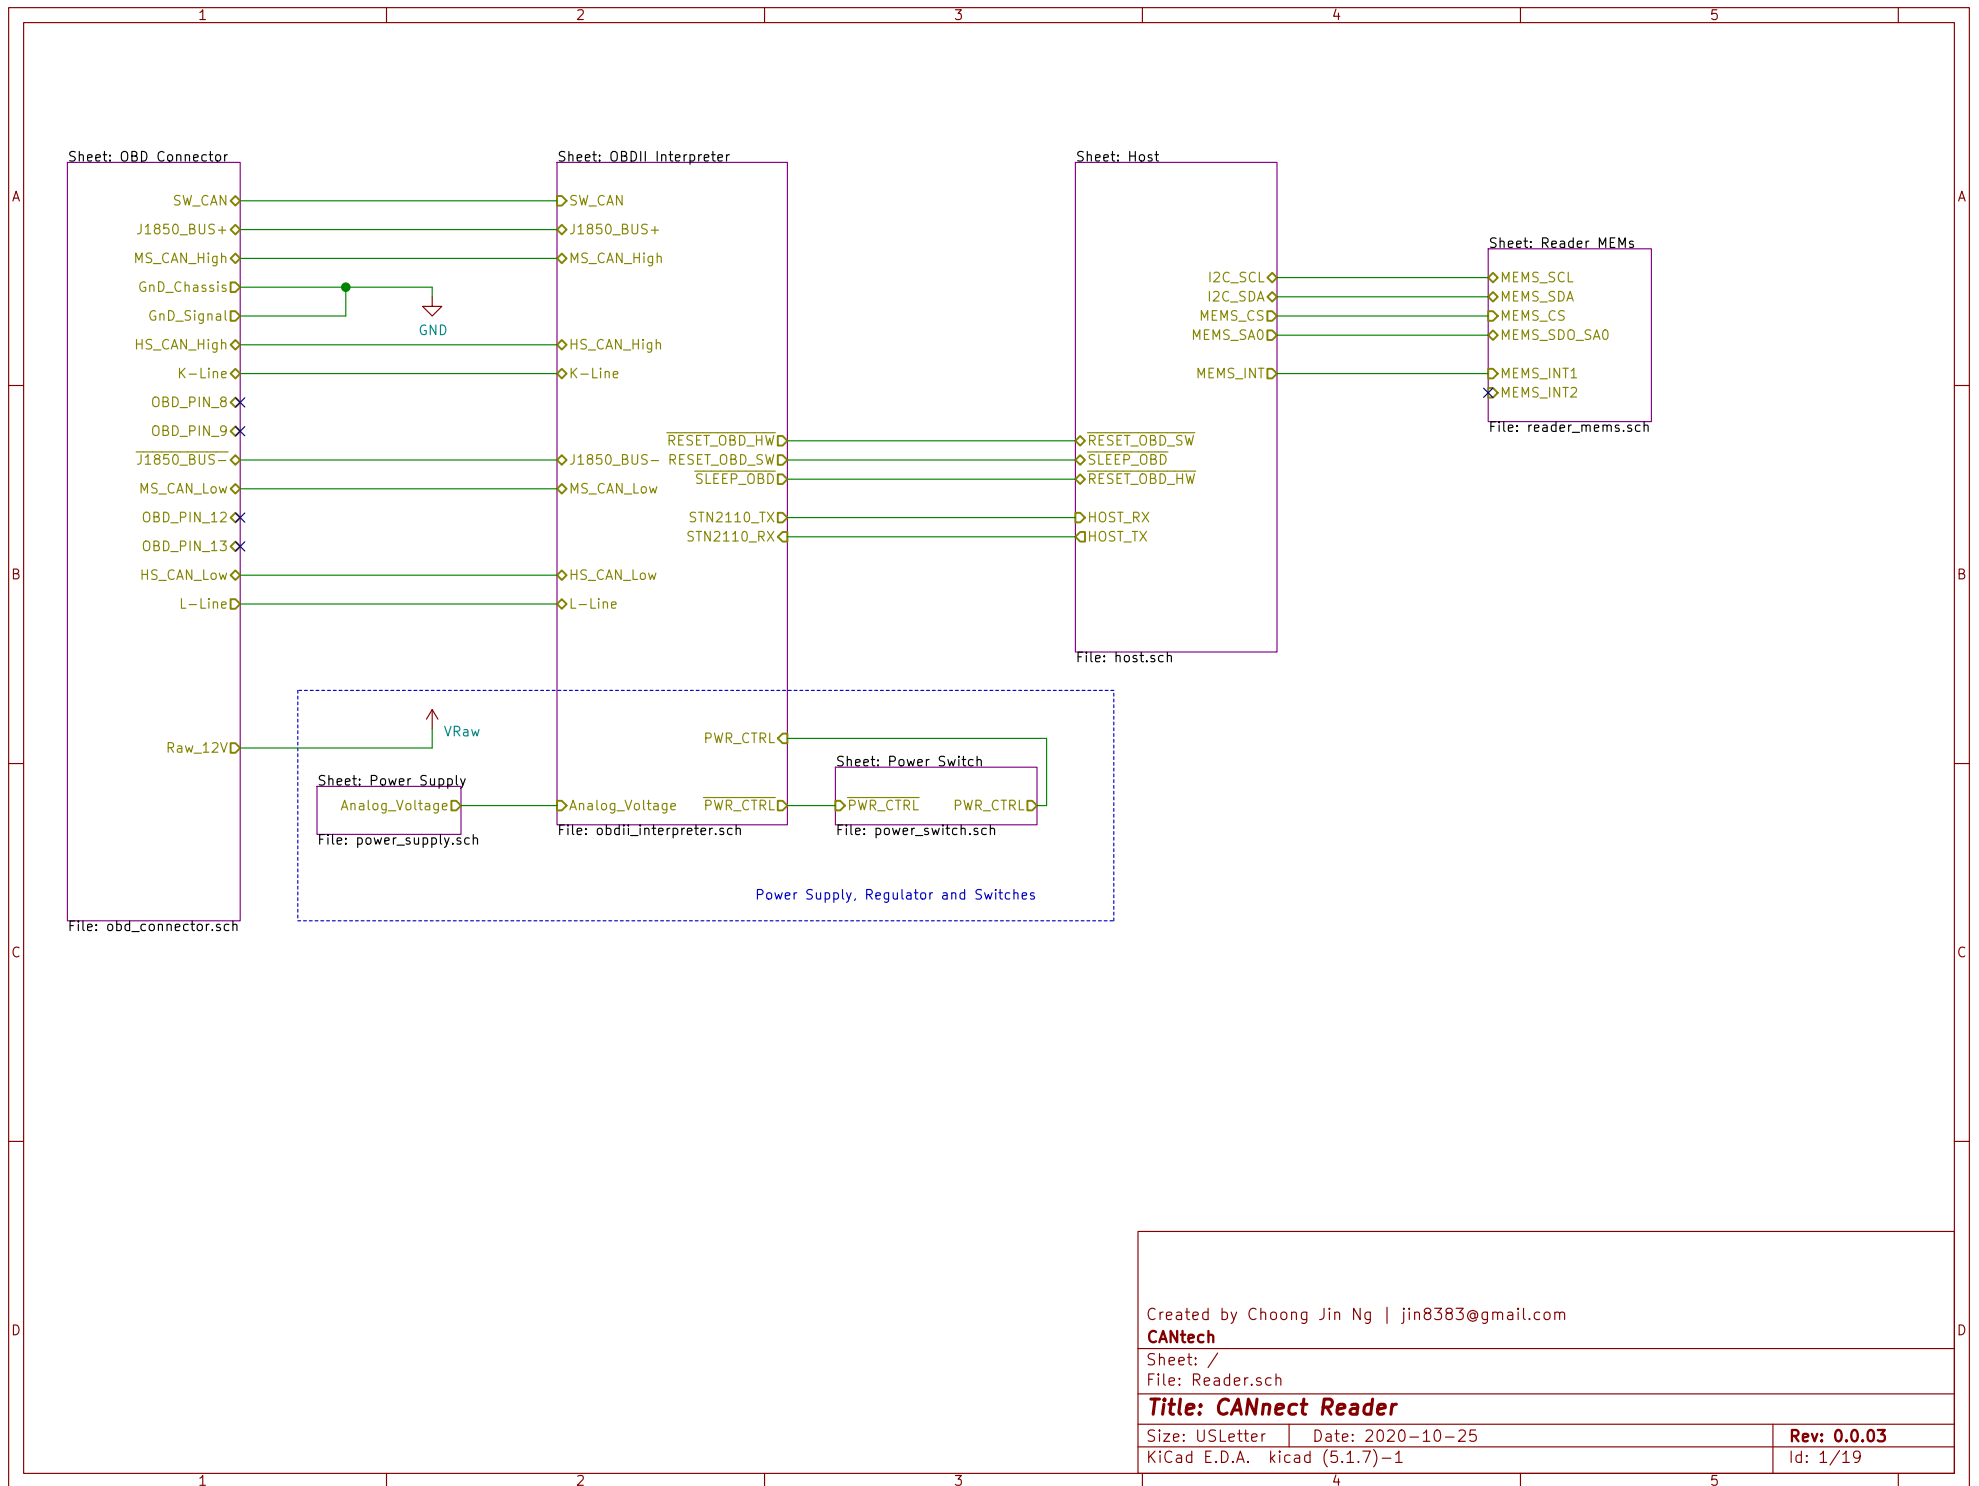 1 2 3 4 5
A A
B B
C C
D D
1 2 3 4 5
Sheet: OBD Connector
SW_CAN
J1850_BUS+
MS_CAN_High
GnD_Chassis
GnD_Signal
HS_CAN_High
K-Line
OBD_PIN_8
OBD_PIN_9
J1850_BUS-
MS_CAN_Low
OBD_PIN_12
OBD_PIN_13
HS_CAN_Low
L-Line
Raw_12V
File: obd_connector.sch
GND
VRaw
Sheet: Power Supply
Analog_Voltage
File: power_supply.sch
Sheet: OBDII Interpreter
SW_CAN
J1850_BUS+
MS_CAN_High
HS_CAN_High
K-Line
J1850_BUS-
MS_CAN_Low
HS_CAN_Low
L-Line
Analog_Voltage
RESET_OBD_HW
RESET_OBD_SW
SLEEP_OBD
STN2110_TX
STN2110_RX
PWR_CTRL
PWR_CTRL
File: obdii_interpreter.sch
Sheet: Power Switch
PWR_CTRL PWR_CTRL
File: power_switch.sch
Power Supply, Regulator and Switches
Sheet: Host
I2C_SCL
I2C_SDA
MEMS_CS
MEMS_SA0
MEMS_INT
RESET_OBD_SW
SLEEP_OBD
RESET_OBD_HW
HOST_RX
HOST_TX
File: host.sch
Sheet: Reader MEMs
MEMS_SCL
MEMS_SDA
MEMS_CS
MEMS_SDO_SA0
MEMS_INT1
MEMS_INT2
File: reader_mems.sch
Created by Choong Jin Ng | jin8383@gmail.com
CANtech
Sheet: /
File: Reader.sch
Title: CANnect Reader
Size: USLetter Date: 2020-10-25 Rev: 0.0.03
KiCad E.D.A. kicad (5.1.7)-1 Id: 1/19